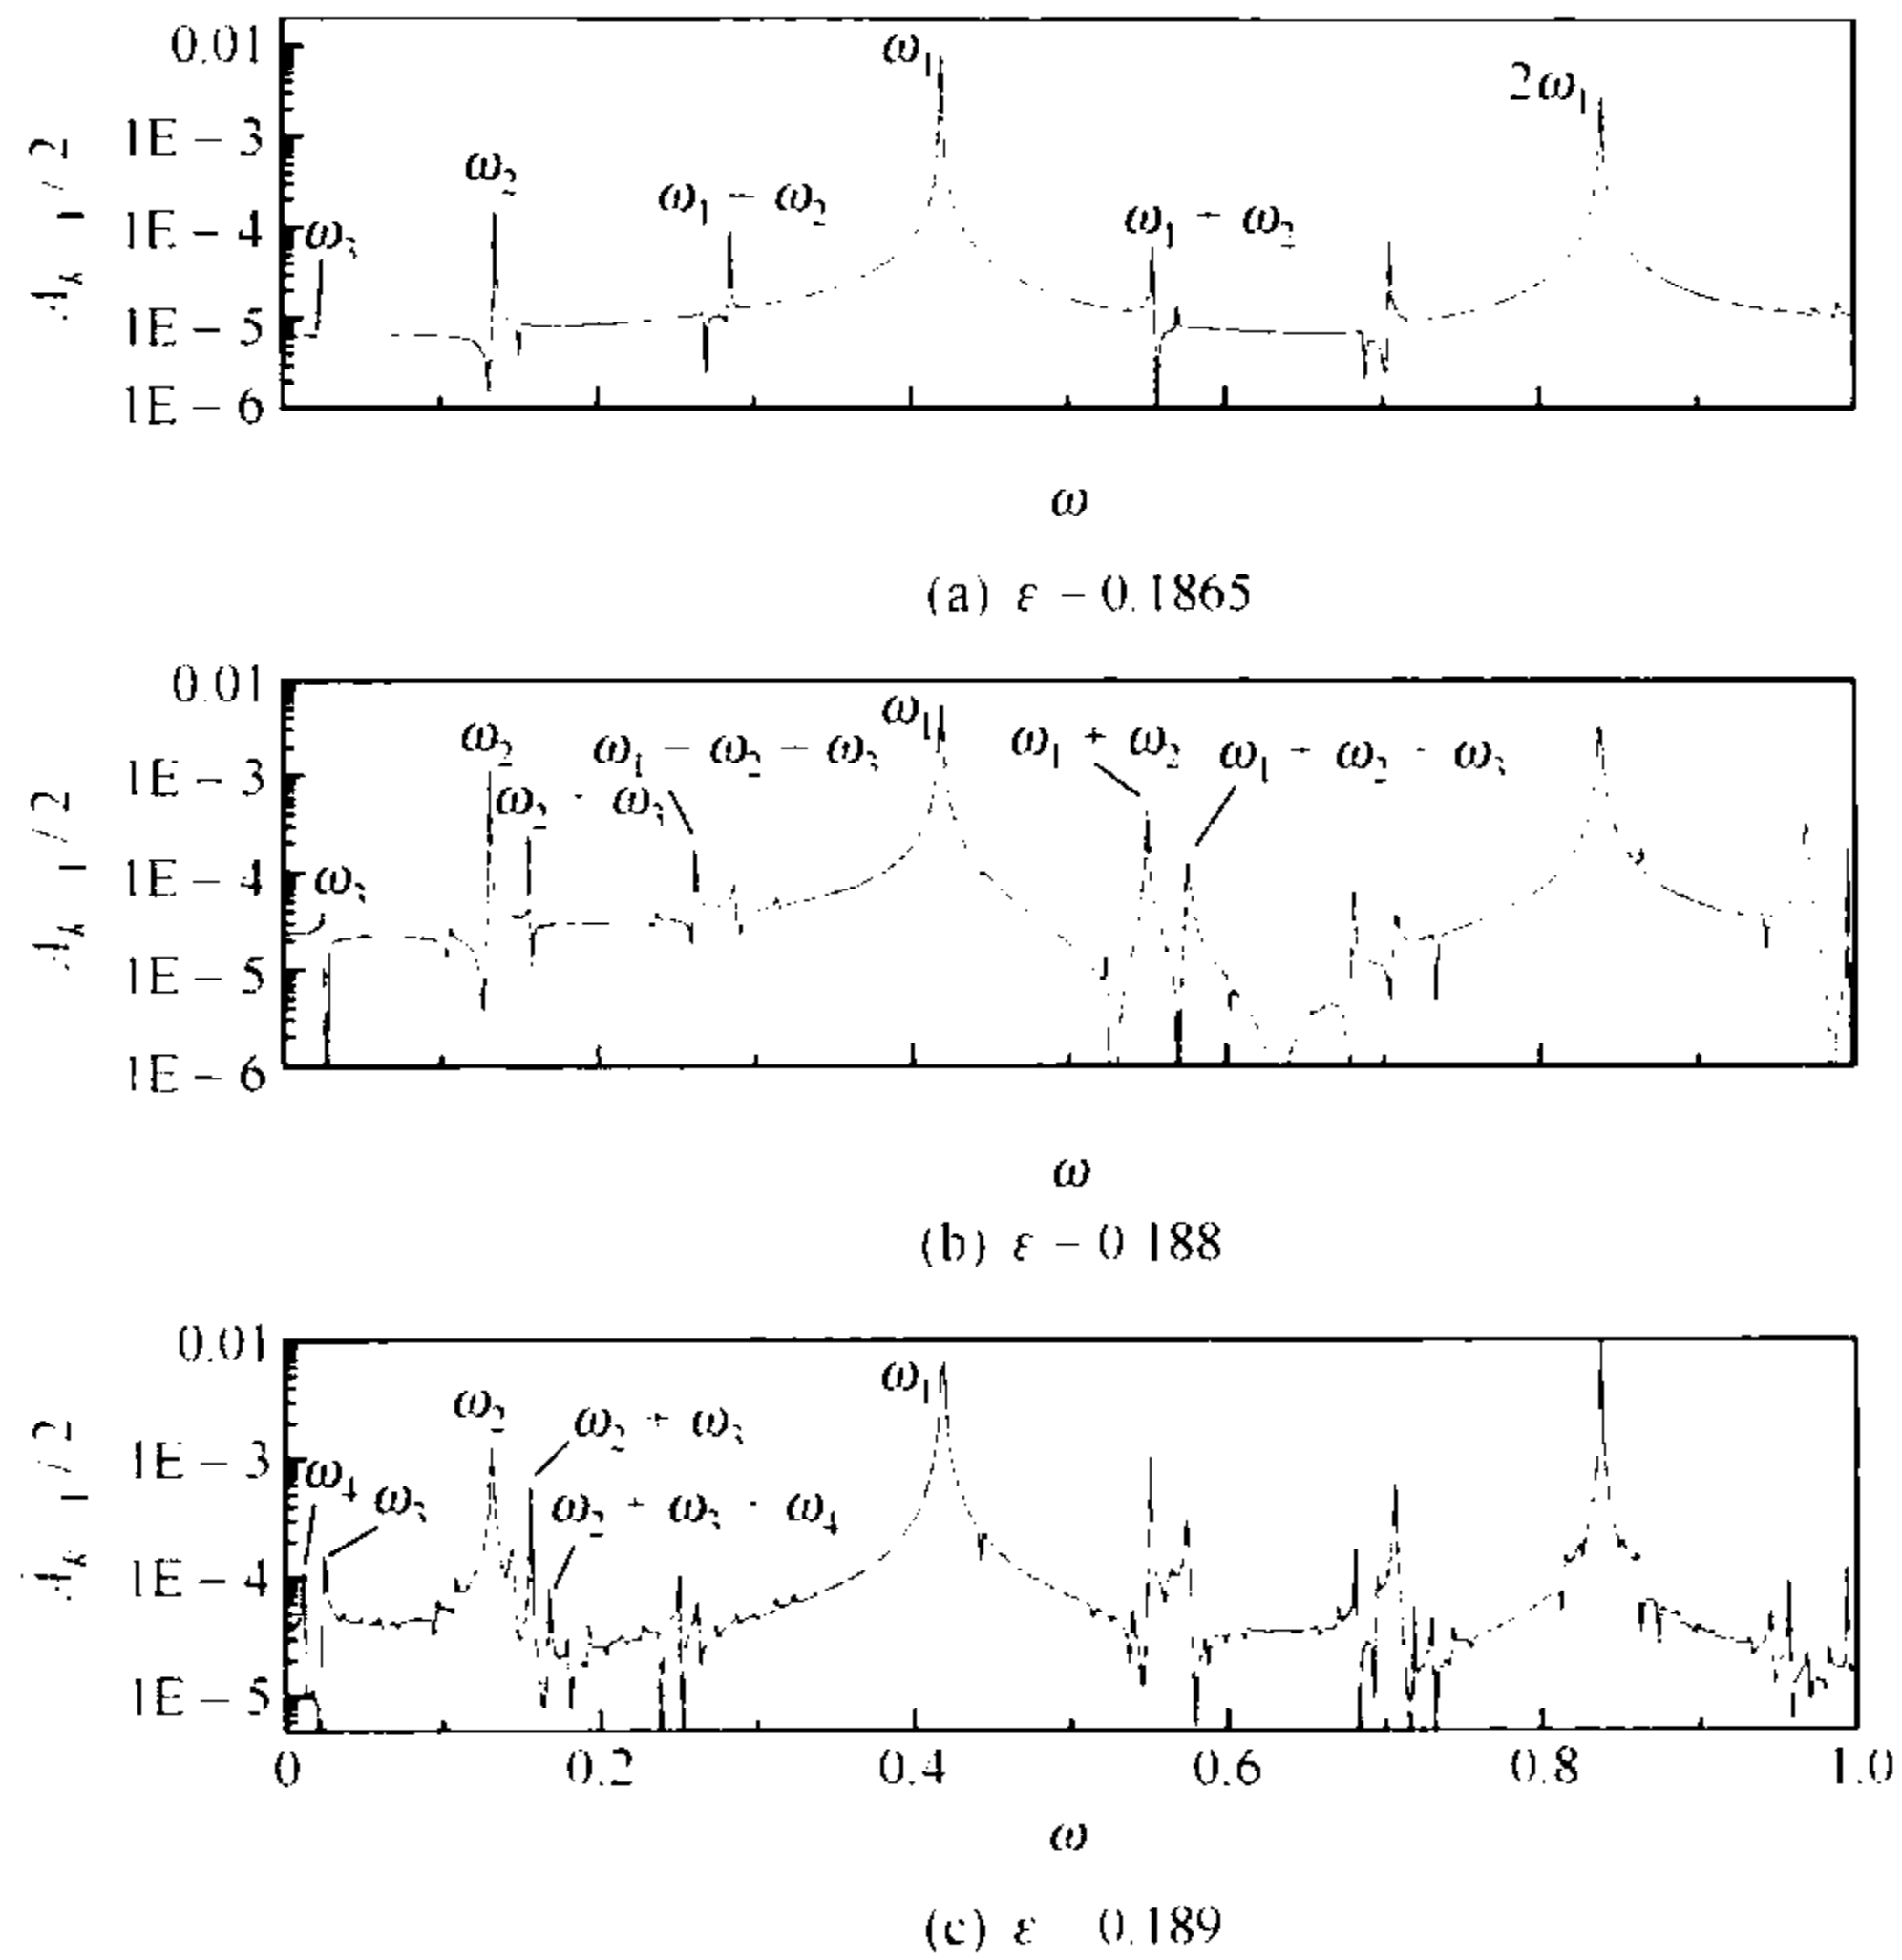 0.01
1E – 3
1E – 4
1E – 5
1E – 6
ω₁
2ω₁
ω₂
ω₁ – ω₂
ω₁ + ω₂
ω₃
ω
(a) ε – 0.1865
0.01
1E – 3
1E – 4
1E – 5
1E – 6
ω₁
ω₂
ω₁ – ω₂ – ω₃
ω₁ + ω₂
ω₁ + ω₂ + ω₃
ω₂ + ω₃
ω₃
ω
(b) ε – 0.188
0.01
1E – 3
1E – 4
1E – 5
ω₁
ω₂
ω₂ + ω₃
ω₄
ω₃
ω₂ + ω₃ + ω₄
0 0.2 0.4 0.6 0.8 1.0
ω
(c) ε 0.189